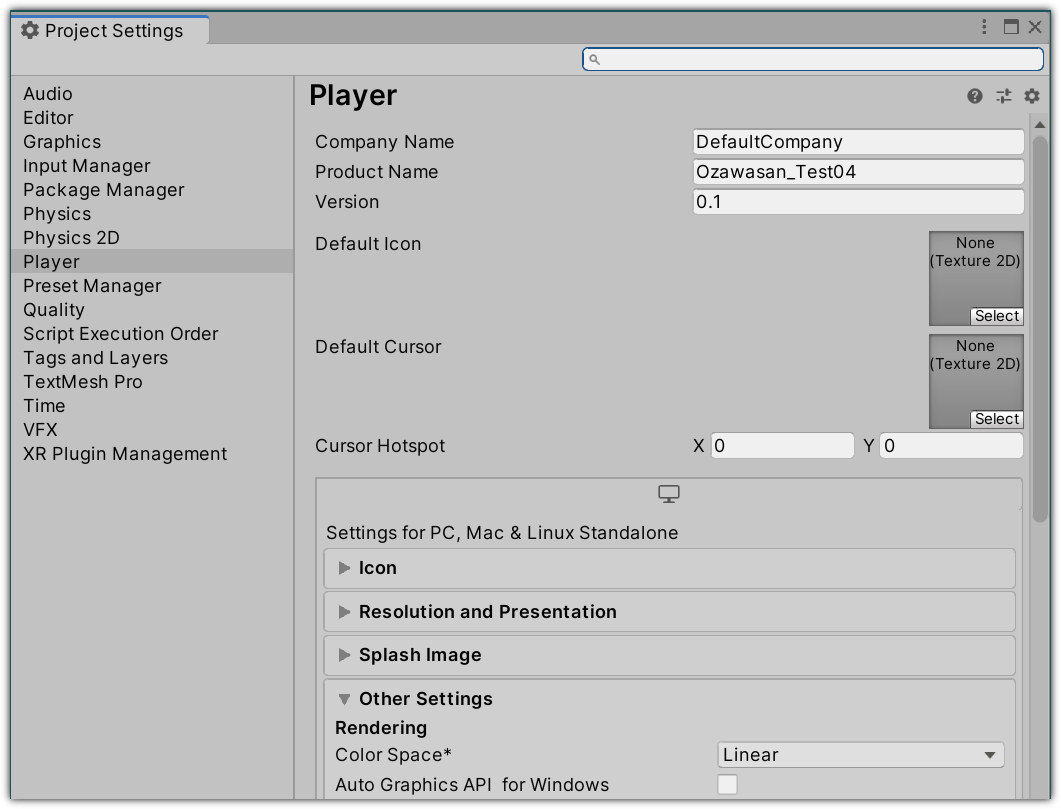 Project Settings
Audio
Editor
Graphics
Input Manager
Package Manager
Physics
Physics 2D
Player
Preset Manager
Quality
Script Execution Order
Tags and Layers
TextMesh Pro
Time
VFX
XR Plugin Management
Player
Company Name DefaultCompany
Product Name Ozawasan_Test04
Version 0.1
Default Icon
None
(Texture 2D)
Select
Default Cursor
None
(Texture 2D)
Select
Cursor Hotspot X 0 Y 0
Settings for PC, Mac & Linux Standalone
Icon
Resolution and Presentation
Splash Image
Other Settings
Rendering
Color Space* Linear
Auto Graphics API for Windows